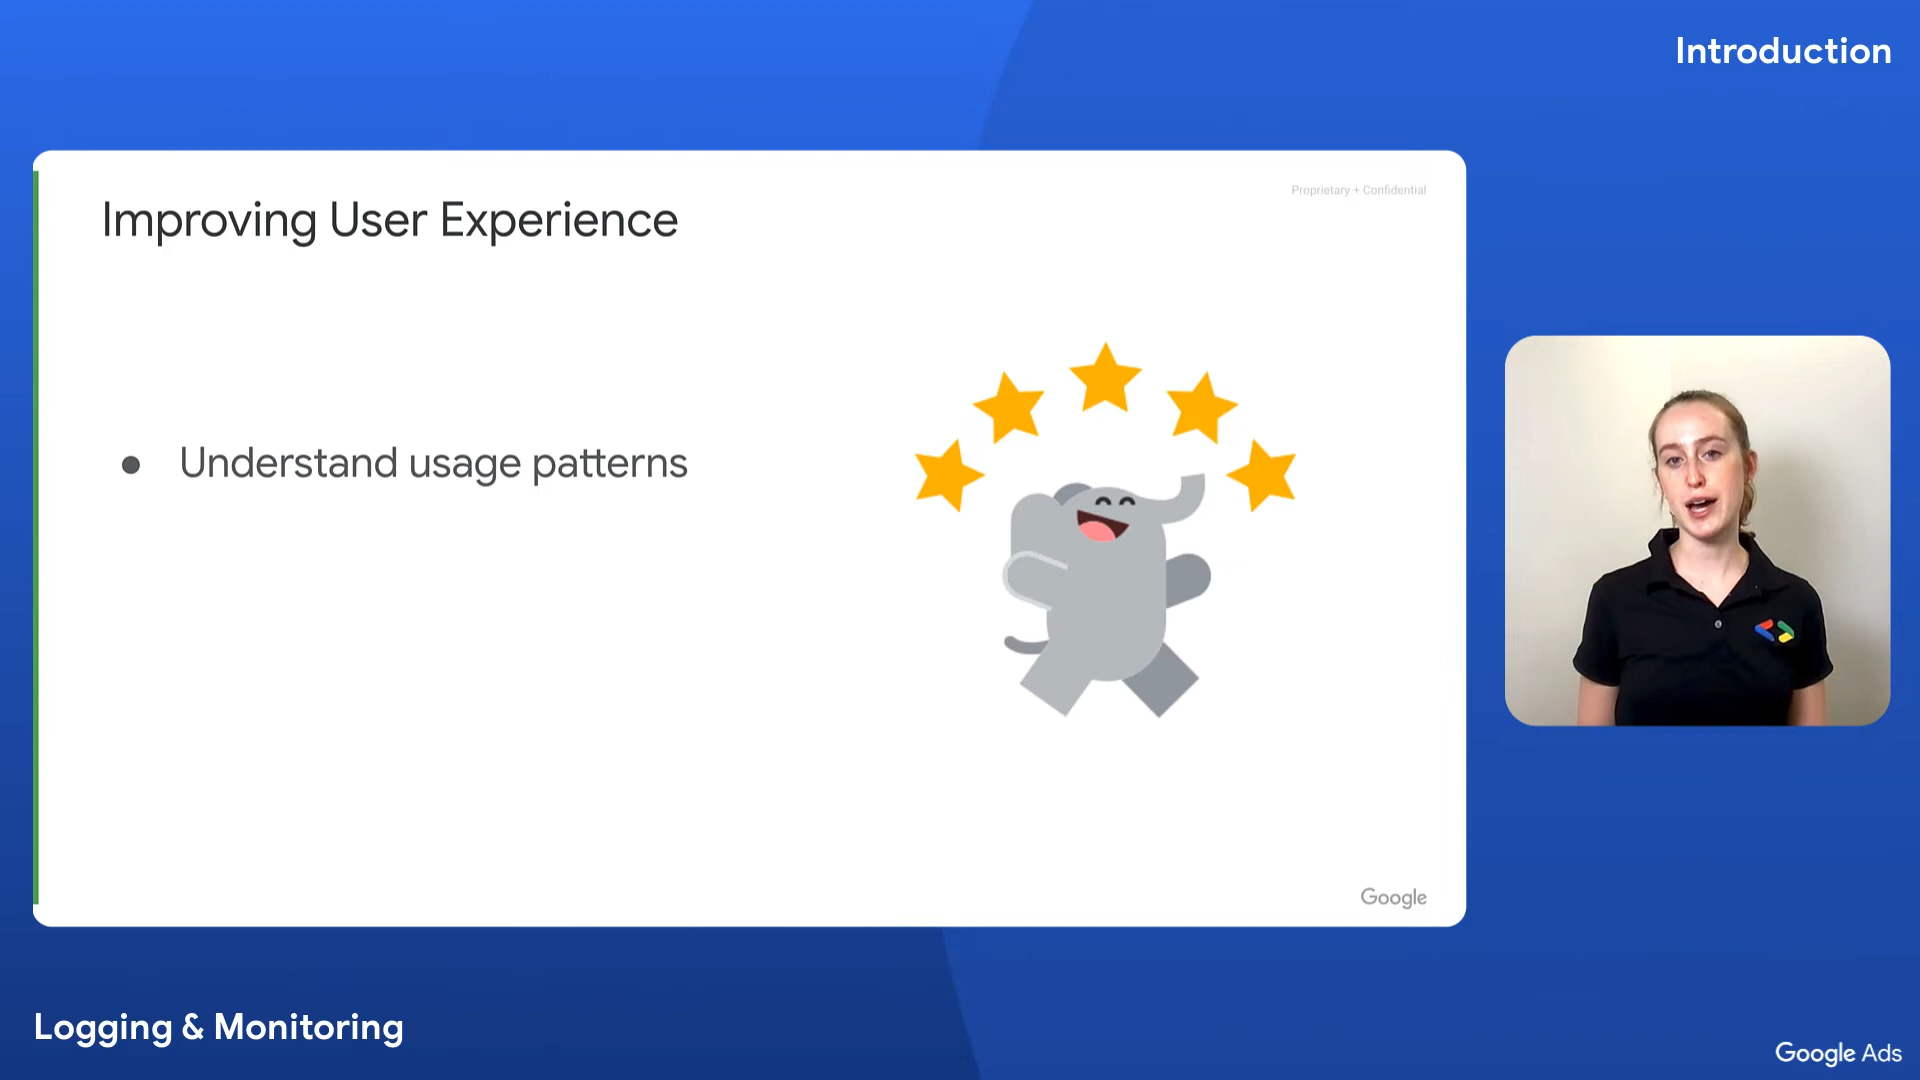 Introduction
Proprietary + Confidential
Improving User Experience
● Understand usage patterns
Google
Logging & Monitoring
Google Ads